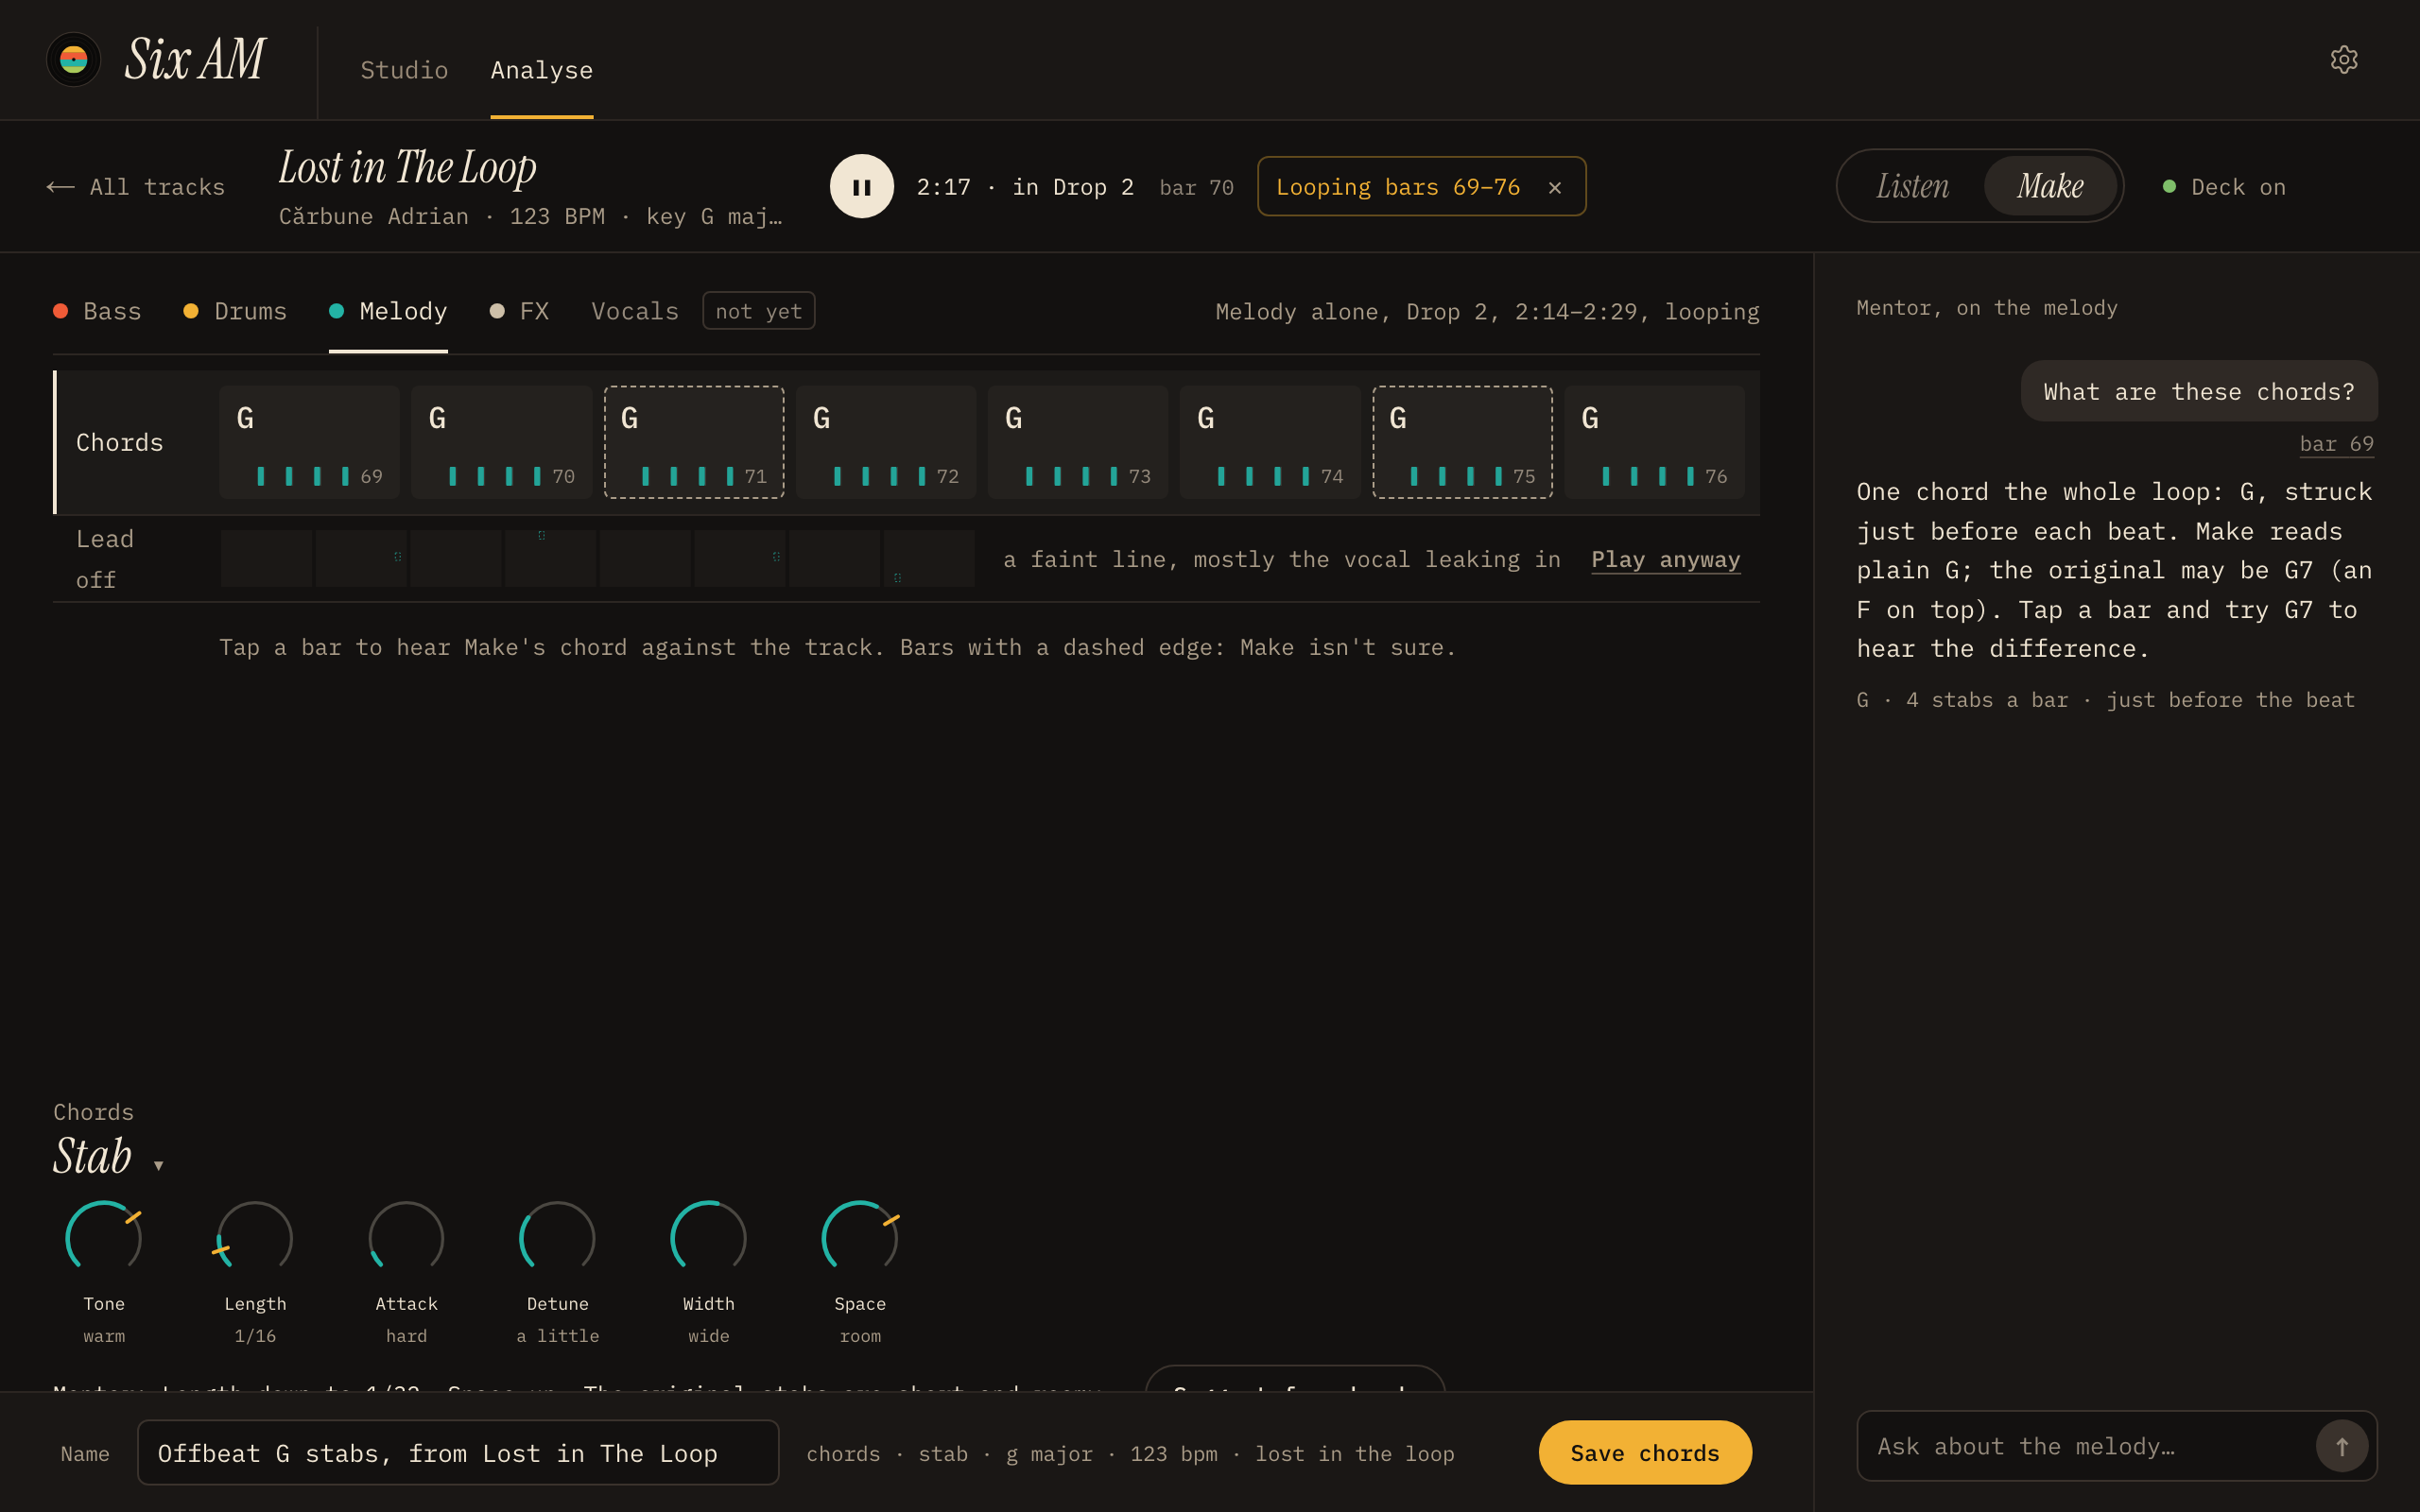 Six AM
Studio
Analyse
← All tracks
Lost in The Loop
Cărbune Adrian · 123 BPM · key G maj…
2:17 · in Drop 2
bar 70
Looping bars 69–76 ×
Listen
Make
Deck on
Bass
Drums
Melody
FX
Vocals
not yet
Melody alone, Drop 2, 2:14–2:29, looping
Chords
G
69
G
70
G
71
G
72
G
73
G
74
G
75
G
76
Lead
off
a faint line, mostly the vocal leaking in
Play anyway
Tap a bar to hear Make's chord against the track. Bars with a dashed edge: Make isn't sure.
Chords
Stab ▾
Tone
warm
Length
1/16
Attack
hard
Detune
a little
Width
wide
Space
room
Name
Offbeat G stabs, from Lost in The Loop
chords · stab · g major · 123 bpm · lost in the loop
Save chords
Mentor, on the melody
What are these chords?
bar 69
One chord the whole loop: G, struck
just before each beat. Make reads
plain G; the original may be G7 (an
F on top). Tap a bar and try G7 to
hear the difference.
G · 4 stabs a bar · just before the beat
Ask about the melody…
↑